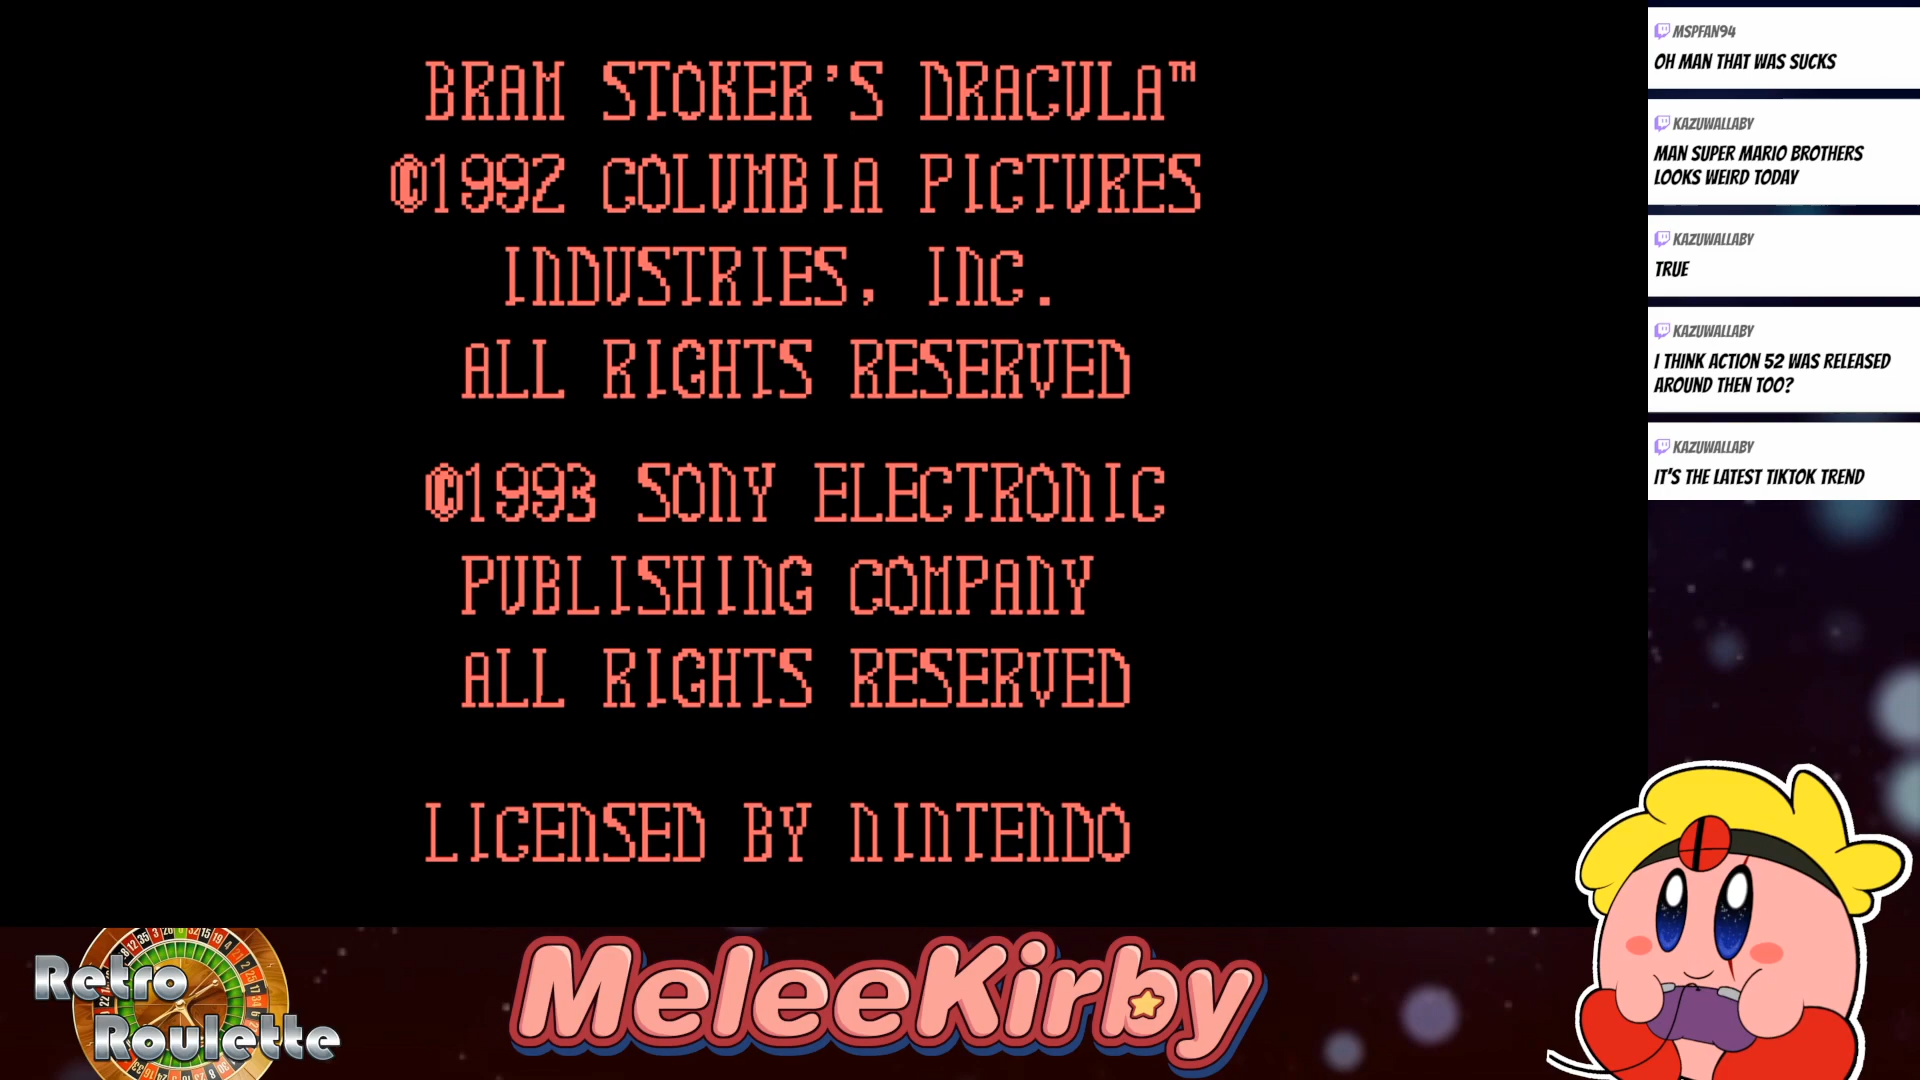 BRAM STOKER'S DRACULA™
©1992 COLUMBIA PICTURES
INDUSTRIES, INC.
ALL RIGHTS RESERVED
©1993 SONY ELECTRONIC
PUBLISHING COMPANY
ALL RIGHTS RESERVED
LICENSED BY NINTENDO
MSPFAN94
OH MAN THAT WAS SUCKS
KAZUWALLABY
MAN SUPER MARIO BROTHERS
LOOKS WEIRD TODAY
KAZUWALLABY
TRUE
KAZUWALLABY
I THINK ACTION 52 WAS RELEASED
AROUND THEN TOO?
KAZUWALLABY
IT'S THE LATEST TIKTOK TREND
Retro
Roulette
MeleeKirby